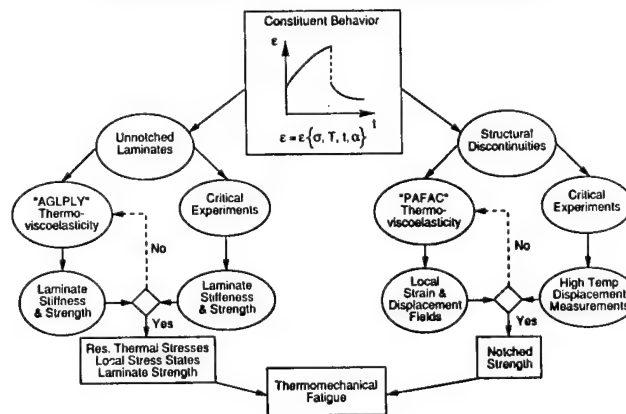 Constituent Behavior
ε
t
ε = ε{σ, T, t, α}
Unnotched
Laminates
Structural
Discontinuities
"AGLPLY"
Thermo-
viscoelasticity
Critical
Experiments
"PAFAC"
Thermo-
viscoelasticity
Critical
Experiments
No
No
Laminate
Stiffness
& Strength
Laminate
Stiffeness
& Strength
Local
Strain &
Displacement
Fields
High Temp
Displacement
Measurements
Yes
Yes
Res. Thermal Stresses
Local Stress States
Laminate Strength
Notched
Strength
Thermomechanical
Fatigue